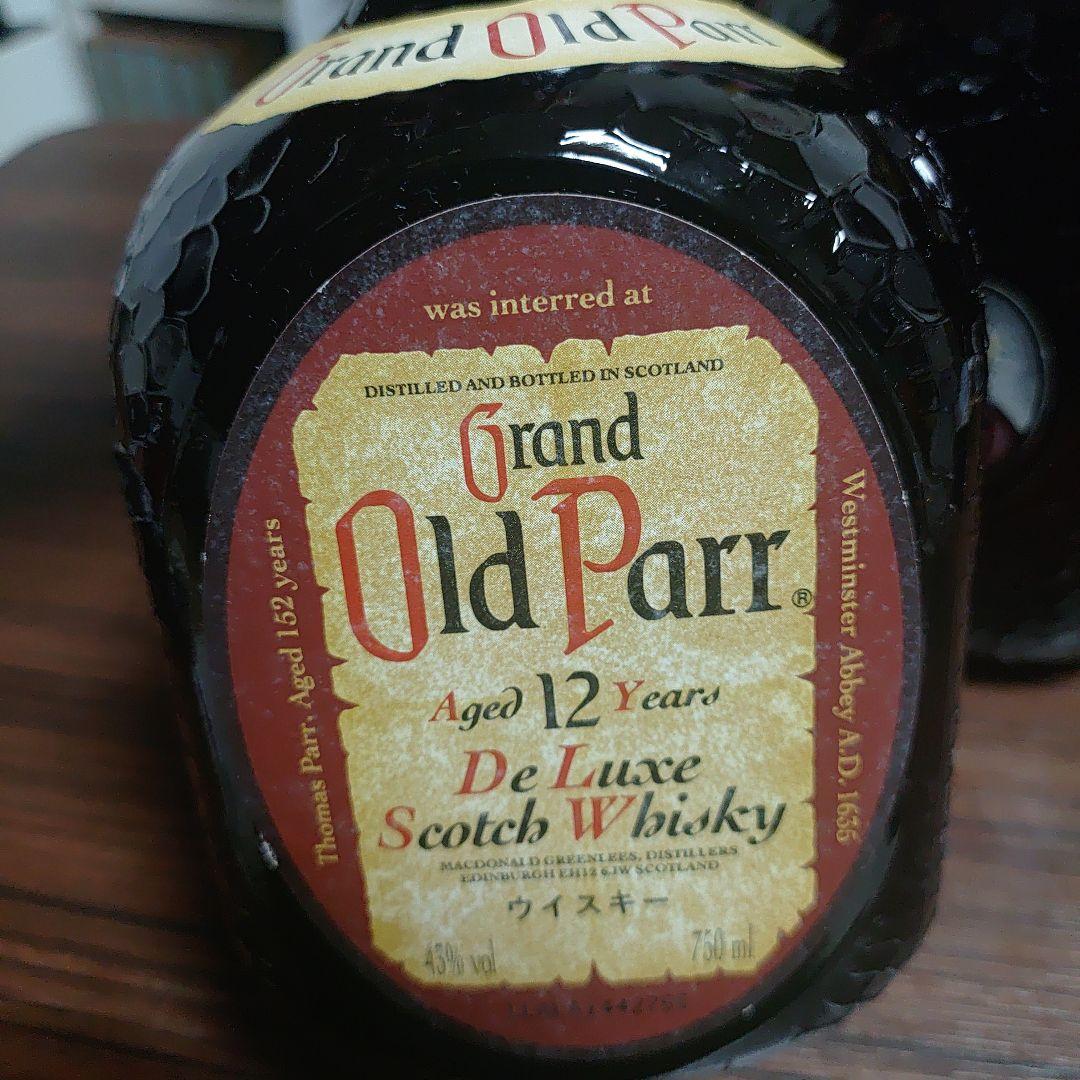 Grand Old Parr
was interred at
DISTILLED AND BOTTLED IN SCOTLAND
Grand
Old Parr®
Aged 12 Years
De Luxe
Scotch Whisky
MACDONALD GREENLEES, DISTILLERS
EDINBURGH EH12 6JW SCOTLAND
ウイスキー
43% vol 750 ml
Thomas Parr, Aged 152 years
Westminster Abbey A.D. 1635